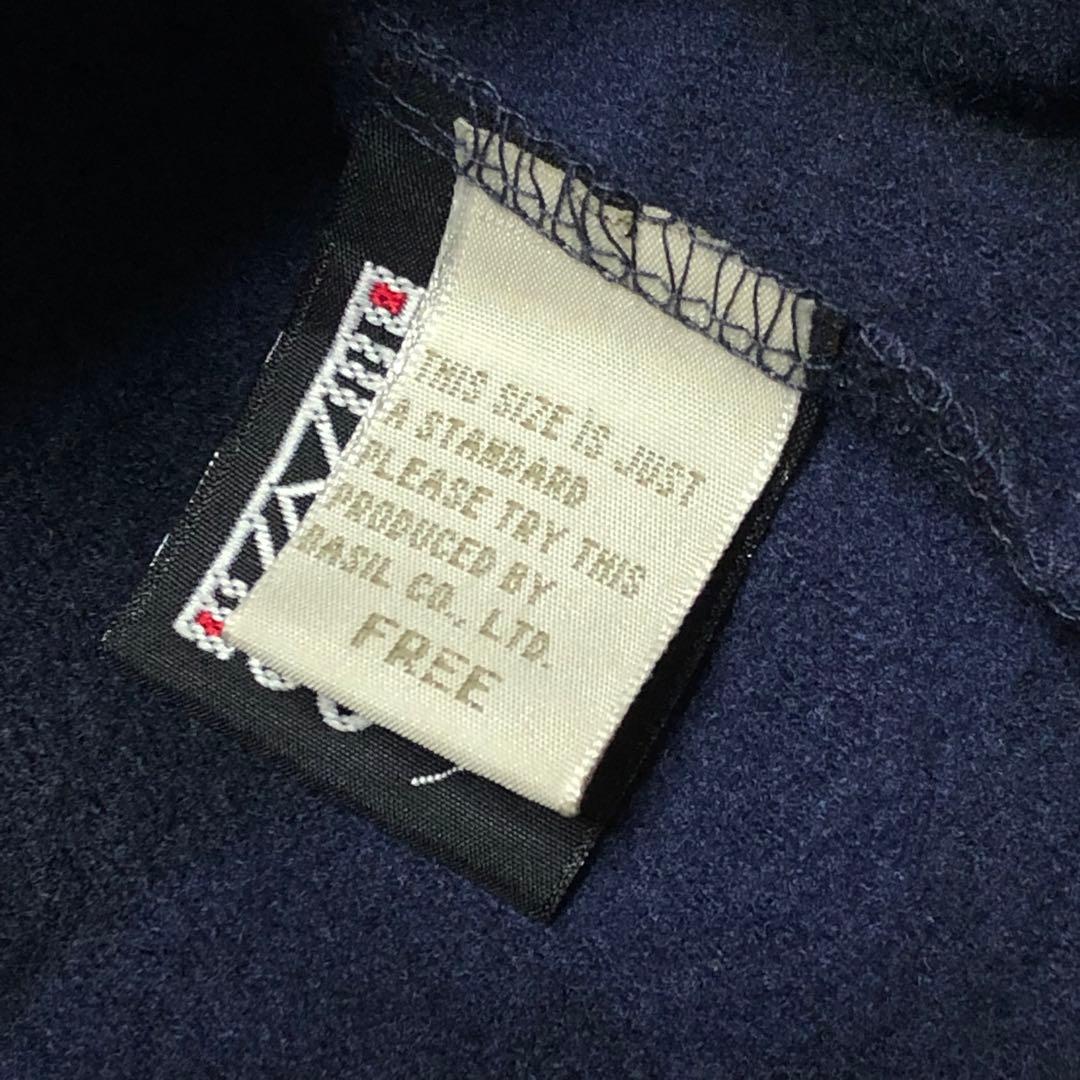 THIS SIZE IS JUST
A STANDARD
PLEASE TRY THIS
PRODUCED BY
BASIL CO., LTD.
FREE